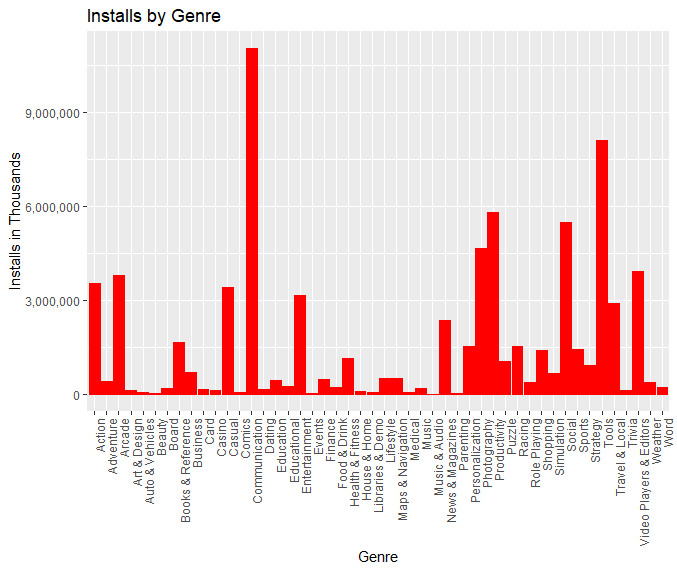 Installs by Genre
Installs in Thousands
9,000,000
6,000,000
3,000,000
0
Action
Adventure
Arcade
Art & Design
Auto & Vehicles
Beauty
Board
Books & Reference
Business
Card
Casino
Casual
Comics
Communication
Dating
Education
Educational
Entertainment
Events
Finance
Food & Drink
Health & Fitness
House & Home
Libraries & Demo
Lifestyle
Maps & Navigation
Medical
Music
Music & Audio
News & Magazines
Parenting
Personalization
Photography
Productivity
Puzzle
Racing
Role Playing
Shopping
Simulation
Social
Sports
Strategy
Tools
Travel & Local
Trivia
Video Players & Editors
Weather
Word
Genre